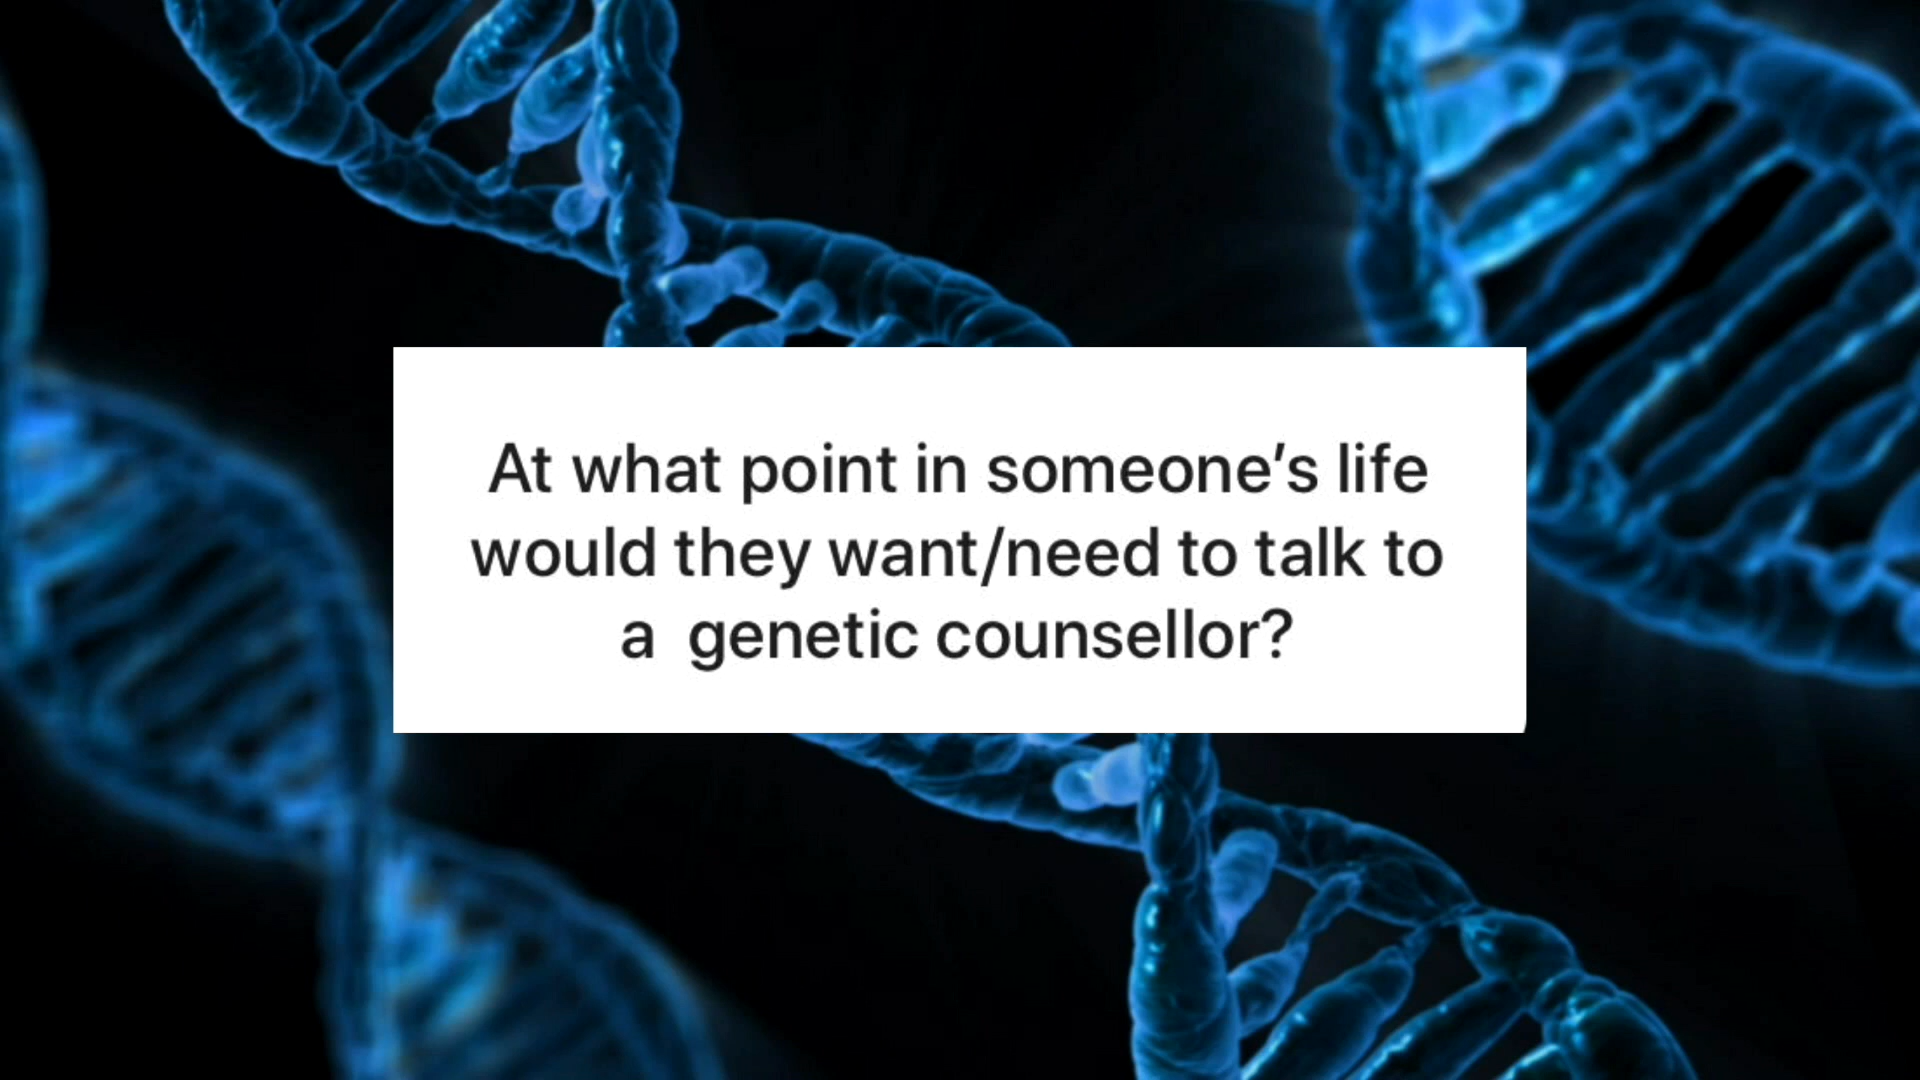 At what point in someone’s life
would they want/need to talk to
a  genetic counsellor?